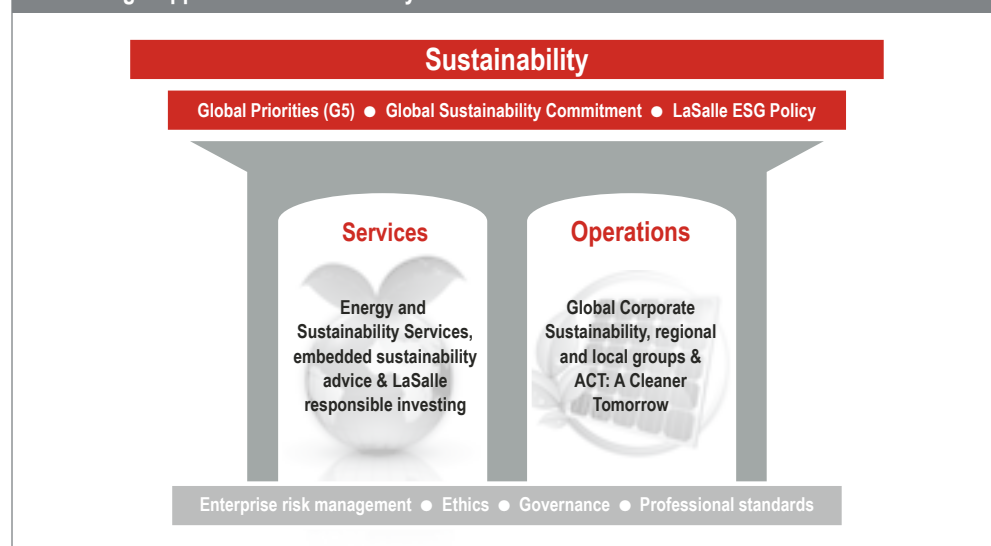 Sustainability
Global Priorities (G5) ● Global Sustainability Commitment ● LaSalle ESG Policy
Services
Energy and
Sustainability Services,
embedded sustainability
advice & LaSalle
responsible investing
Operations
Global Corporate
Sustainability, regional
and local groups &
ACT: A Cleaner
Tomorrow
Enterprise risk management ● Ethics ● Governance ● Professional standards